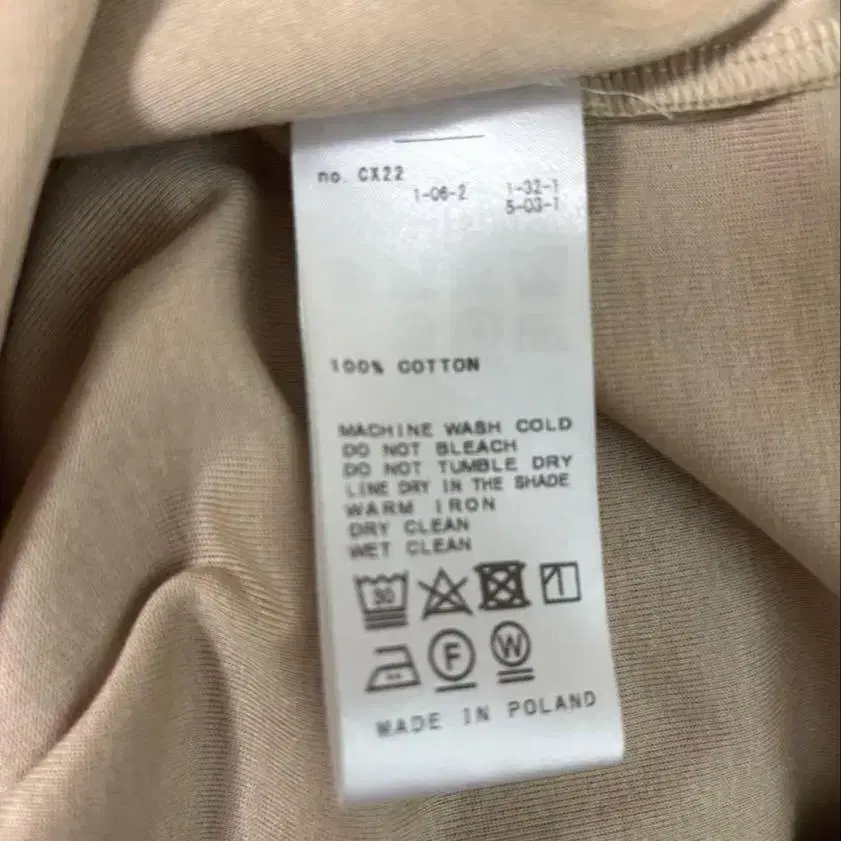 no. CX22
1-06-2 1-32-1
5-03-1
100% COTTON
MACHINE WASH COLD
DO NOT BLEACH
DO NOT TUMBLE DRY
LINE DRY IN THE SHADE
WARM IRON
DRY CLEAN
WET CLEAN
30
F W
MADE IN POLAND